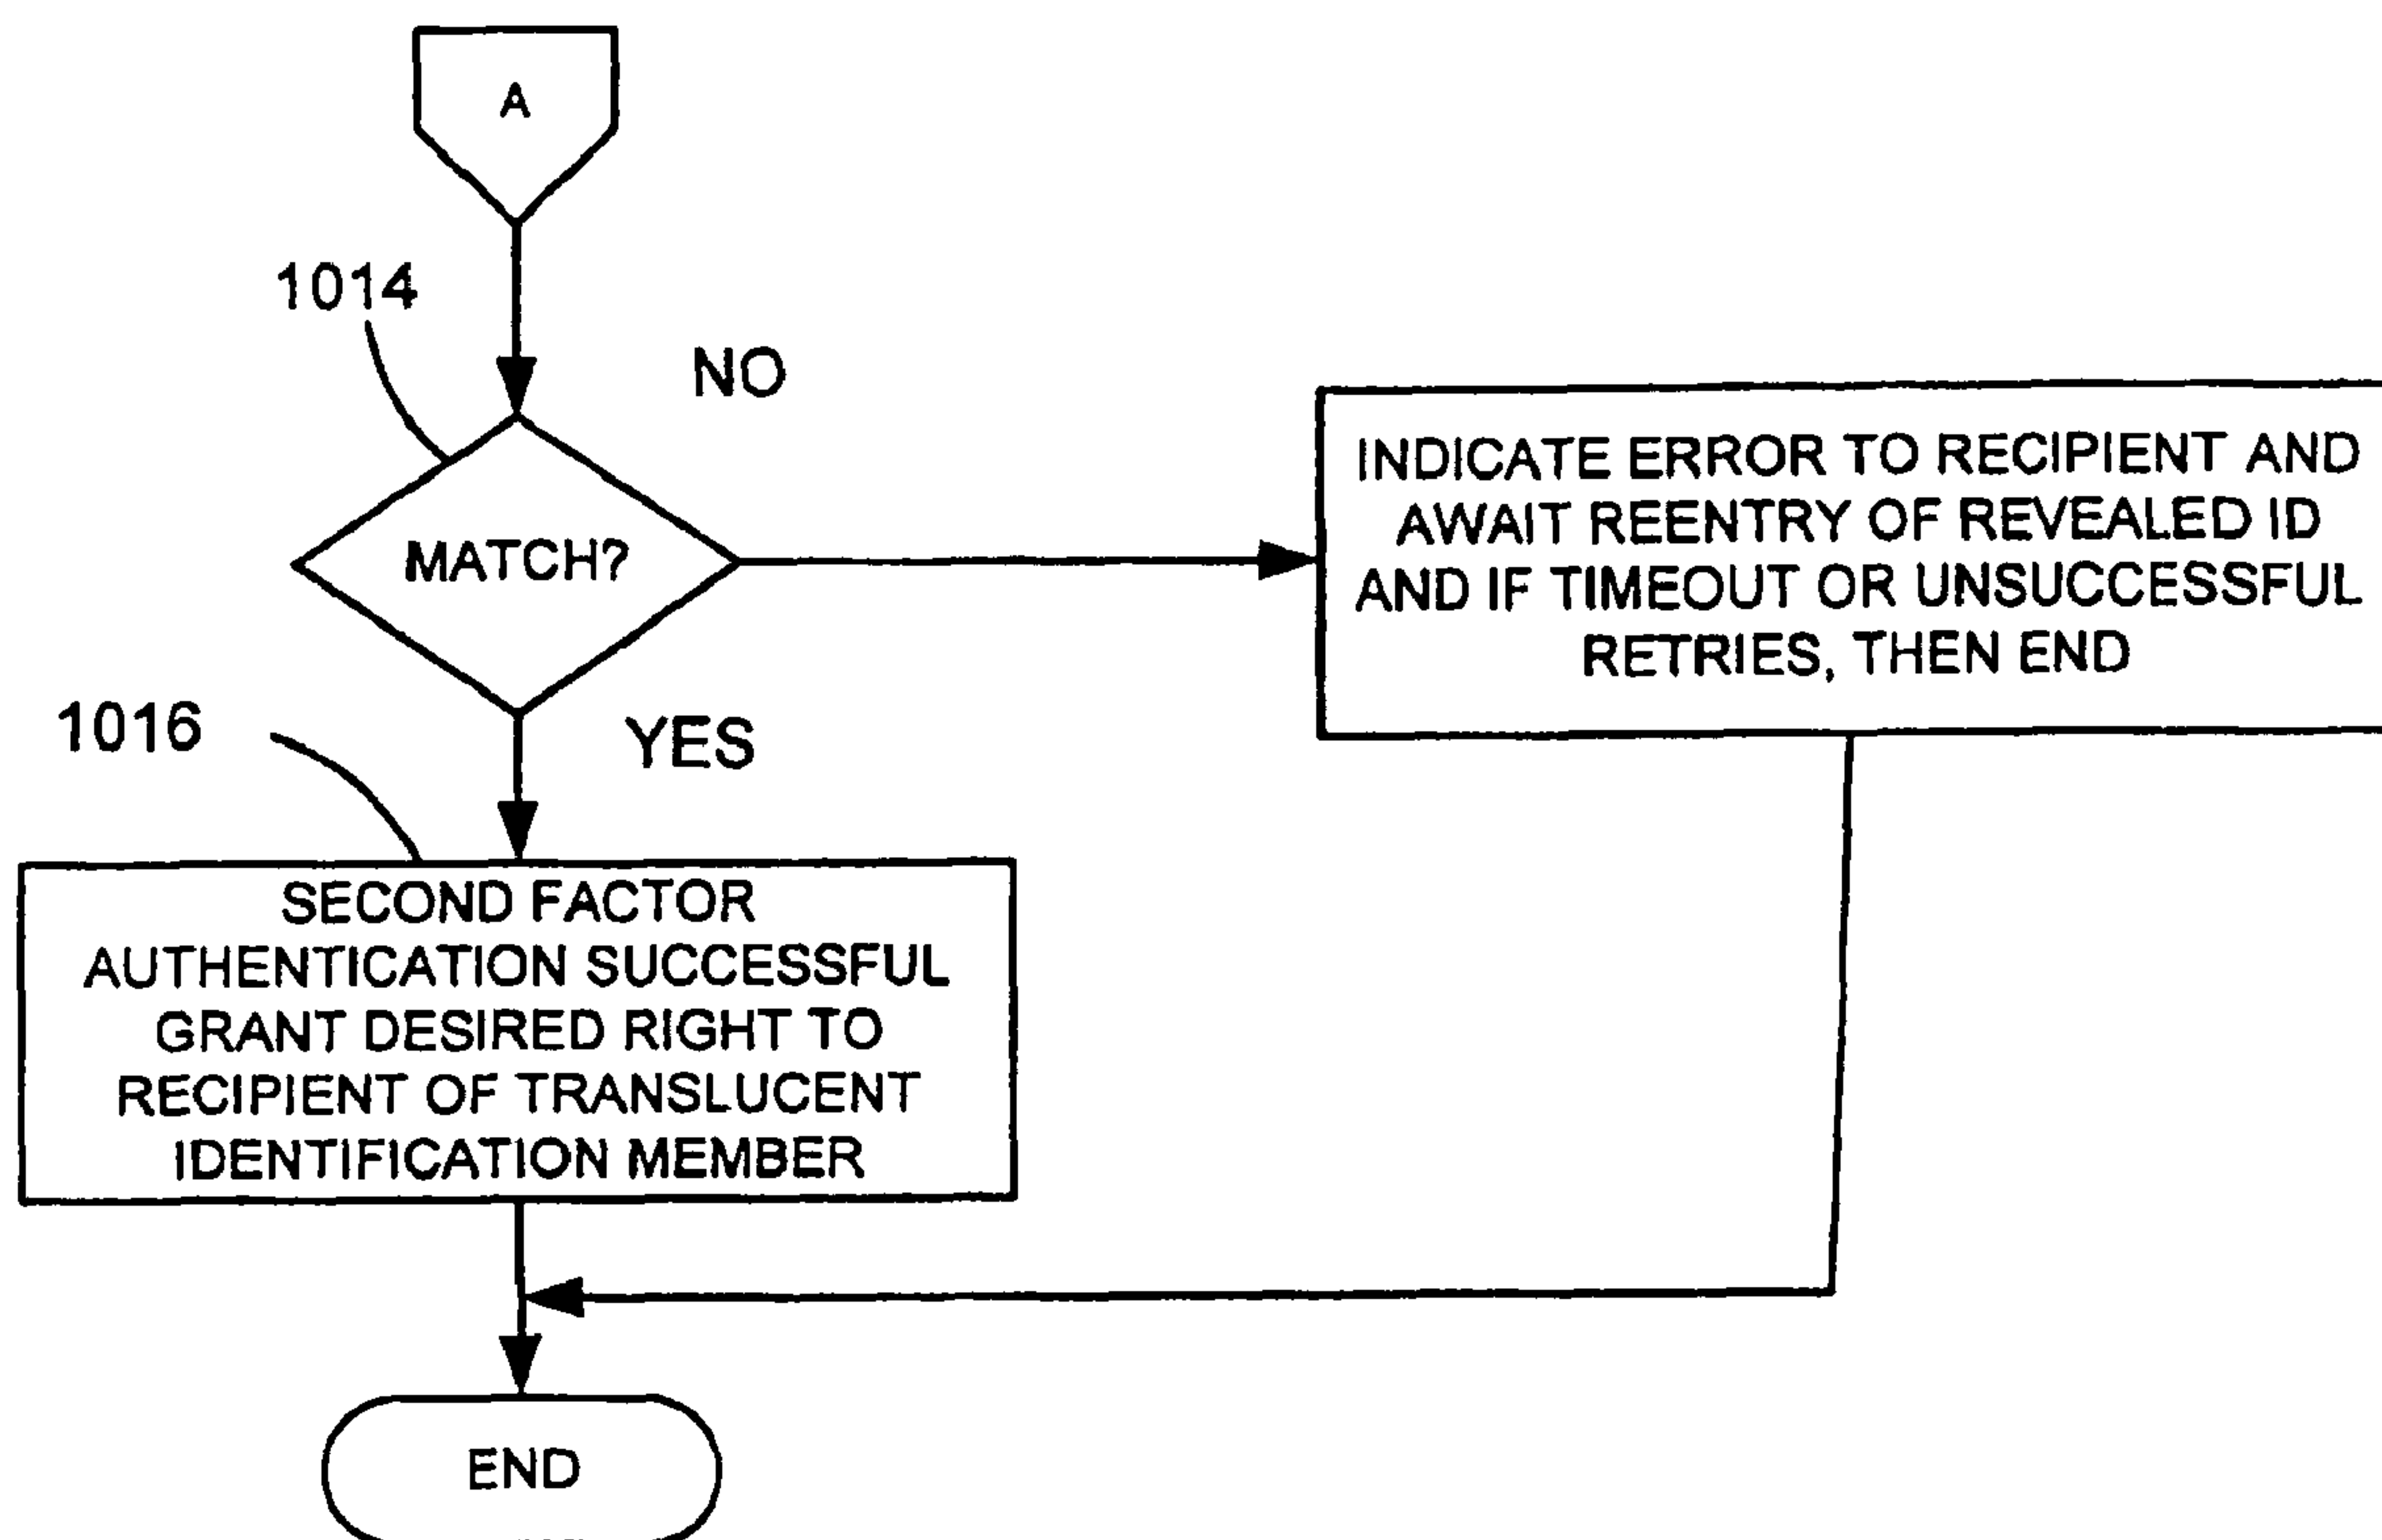 A
1014
NO
MATCH?
INDICATE ERROR TO RECIPIENT AND
AWAIT REENTRY OF REVEALED ID
AND IF TIMEOUT OR UNSUCCESSFUL
RETRIES, THEN END
1016
YES
SECOND FACTOR
AUTHENTICATION SUCCESSFUL
GRANT DESIRED RIGHT TO
RECIPIENT OF TRANSLUCENT
IDENTIFICATION MEMBER
END